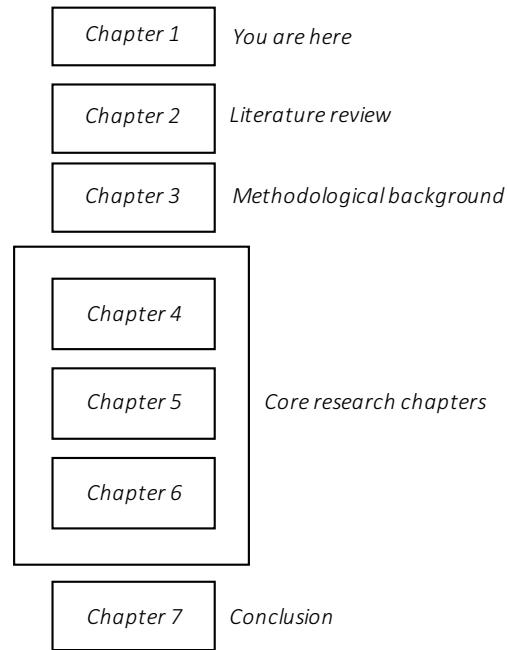 Chapter 1 You are here
Chapter 2 Literature review
Chapter 3 Methodological background
Chapter 4
Chapter 5 Core research chapters
Chapter 6
Chapter 7 Conclusion